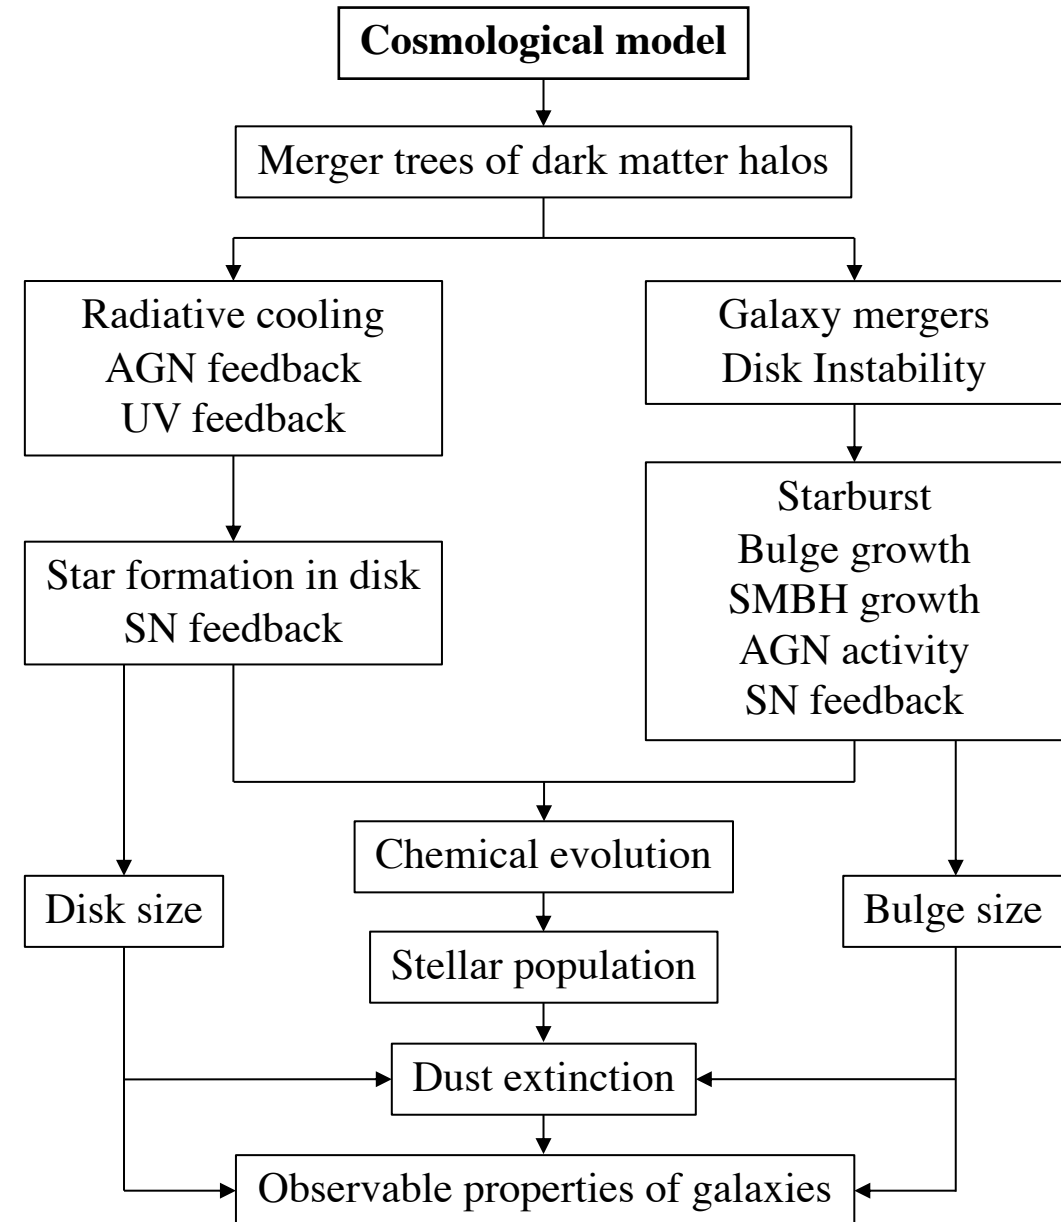 Cosmological model
Merger trees of dark matter halos
Radiative cooling
AGN feedback
UV feedback
Galaxy mergers
Disk Instability
Star formation in disk
SN feedback
Starburst
Bulge growth
SMBH growth
AGN activity
SN feedback
Chemical evolution
Disk size
Bulge size
Stellar population
Dust extinction
Observable properties of galaxies